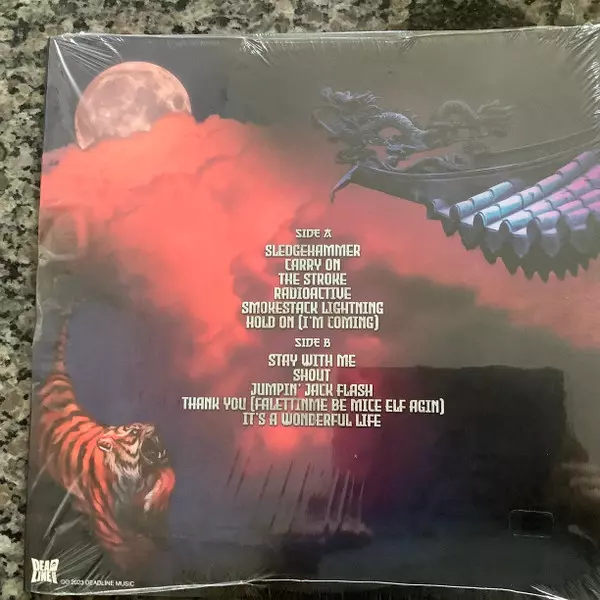 SIDE A
SLEDGEHAMMER
CARRY ON
THE STROKE
RADIOACTIVE
SMOKESTACK LIGHTNING
HOLD ON (I'M COMING)
SIDE B
STAY WITH ME
SHOUT
JUMPIN' JACK FLASH
THANK YOU (FALETTINME BE MICE ELF AGIN)
IT'S A WONDERFUL LIFE
DEAD
LINE
©℗ 2023 DEADLINE MUSIC